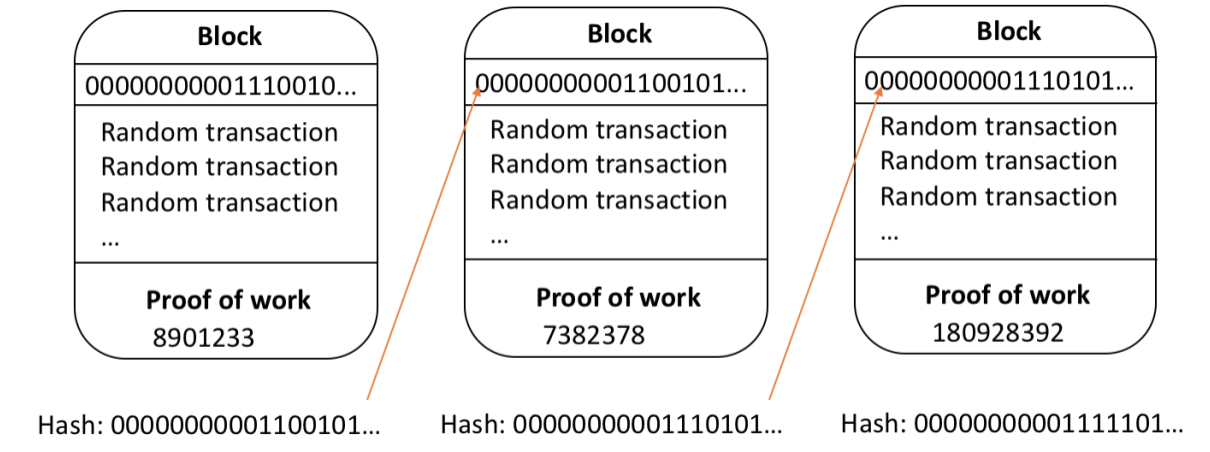 Block
00000000001110010...
Random transaction
Random transaction
Random transaction
...
Proof of work
8901233
Hash: 00000000001100101...
Block
00000000001100101...
Random transaction
Random transaction
Random transaction
...
Proof of work
7382378
Hash: 00000000001110101...
Block
00000000001110101...
Random transaction
Random transaction
Random transaction
...
Proof of work
180928392
Hash: 00000000001111101...